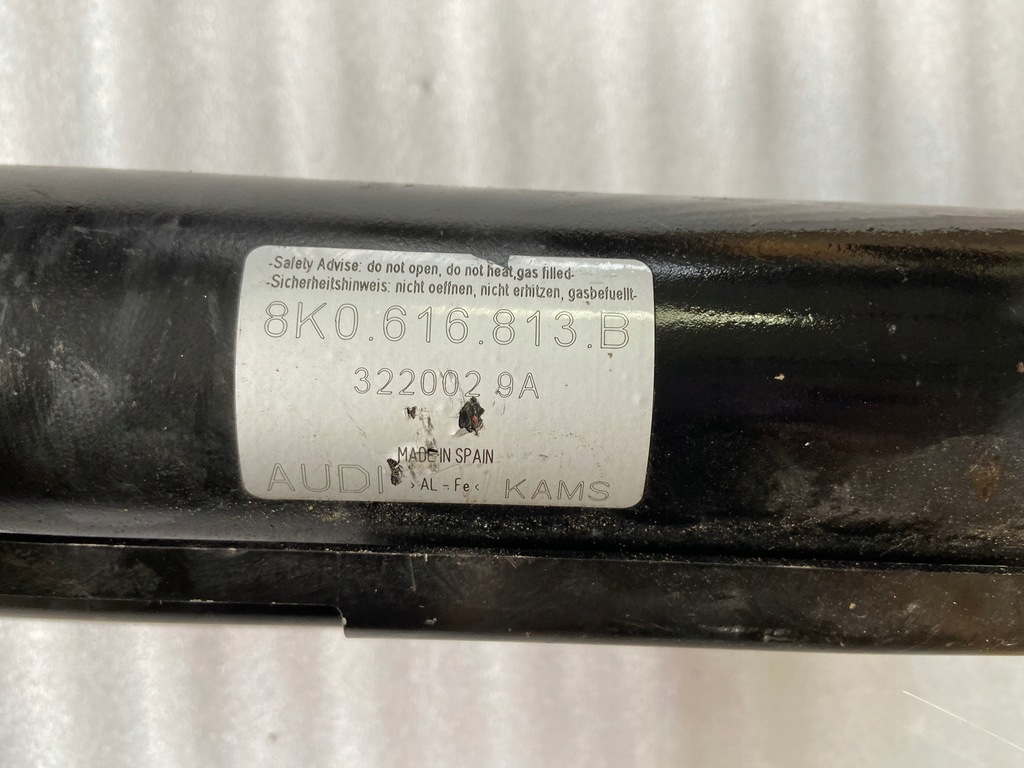 -Safety Advise: do not open, do not heat,gas filled-
-Sicherheitshinweis: nicht oeffnen, nicht erhitzen, gasbefuellt-
8K0.616.813.B
322002 9A
MADE IN SPAIN
AUDI >AL-Fe< KAMS